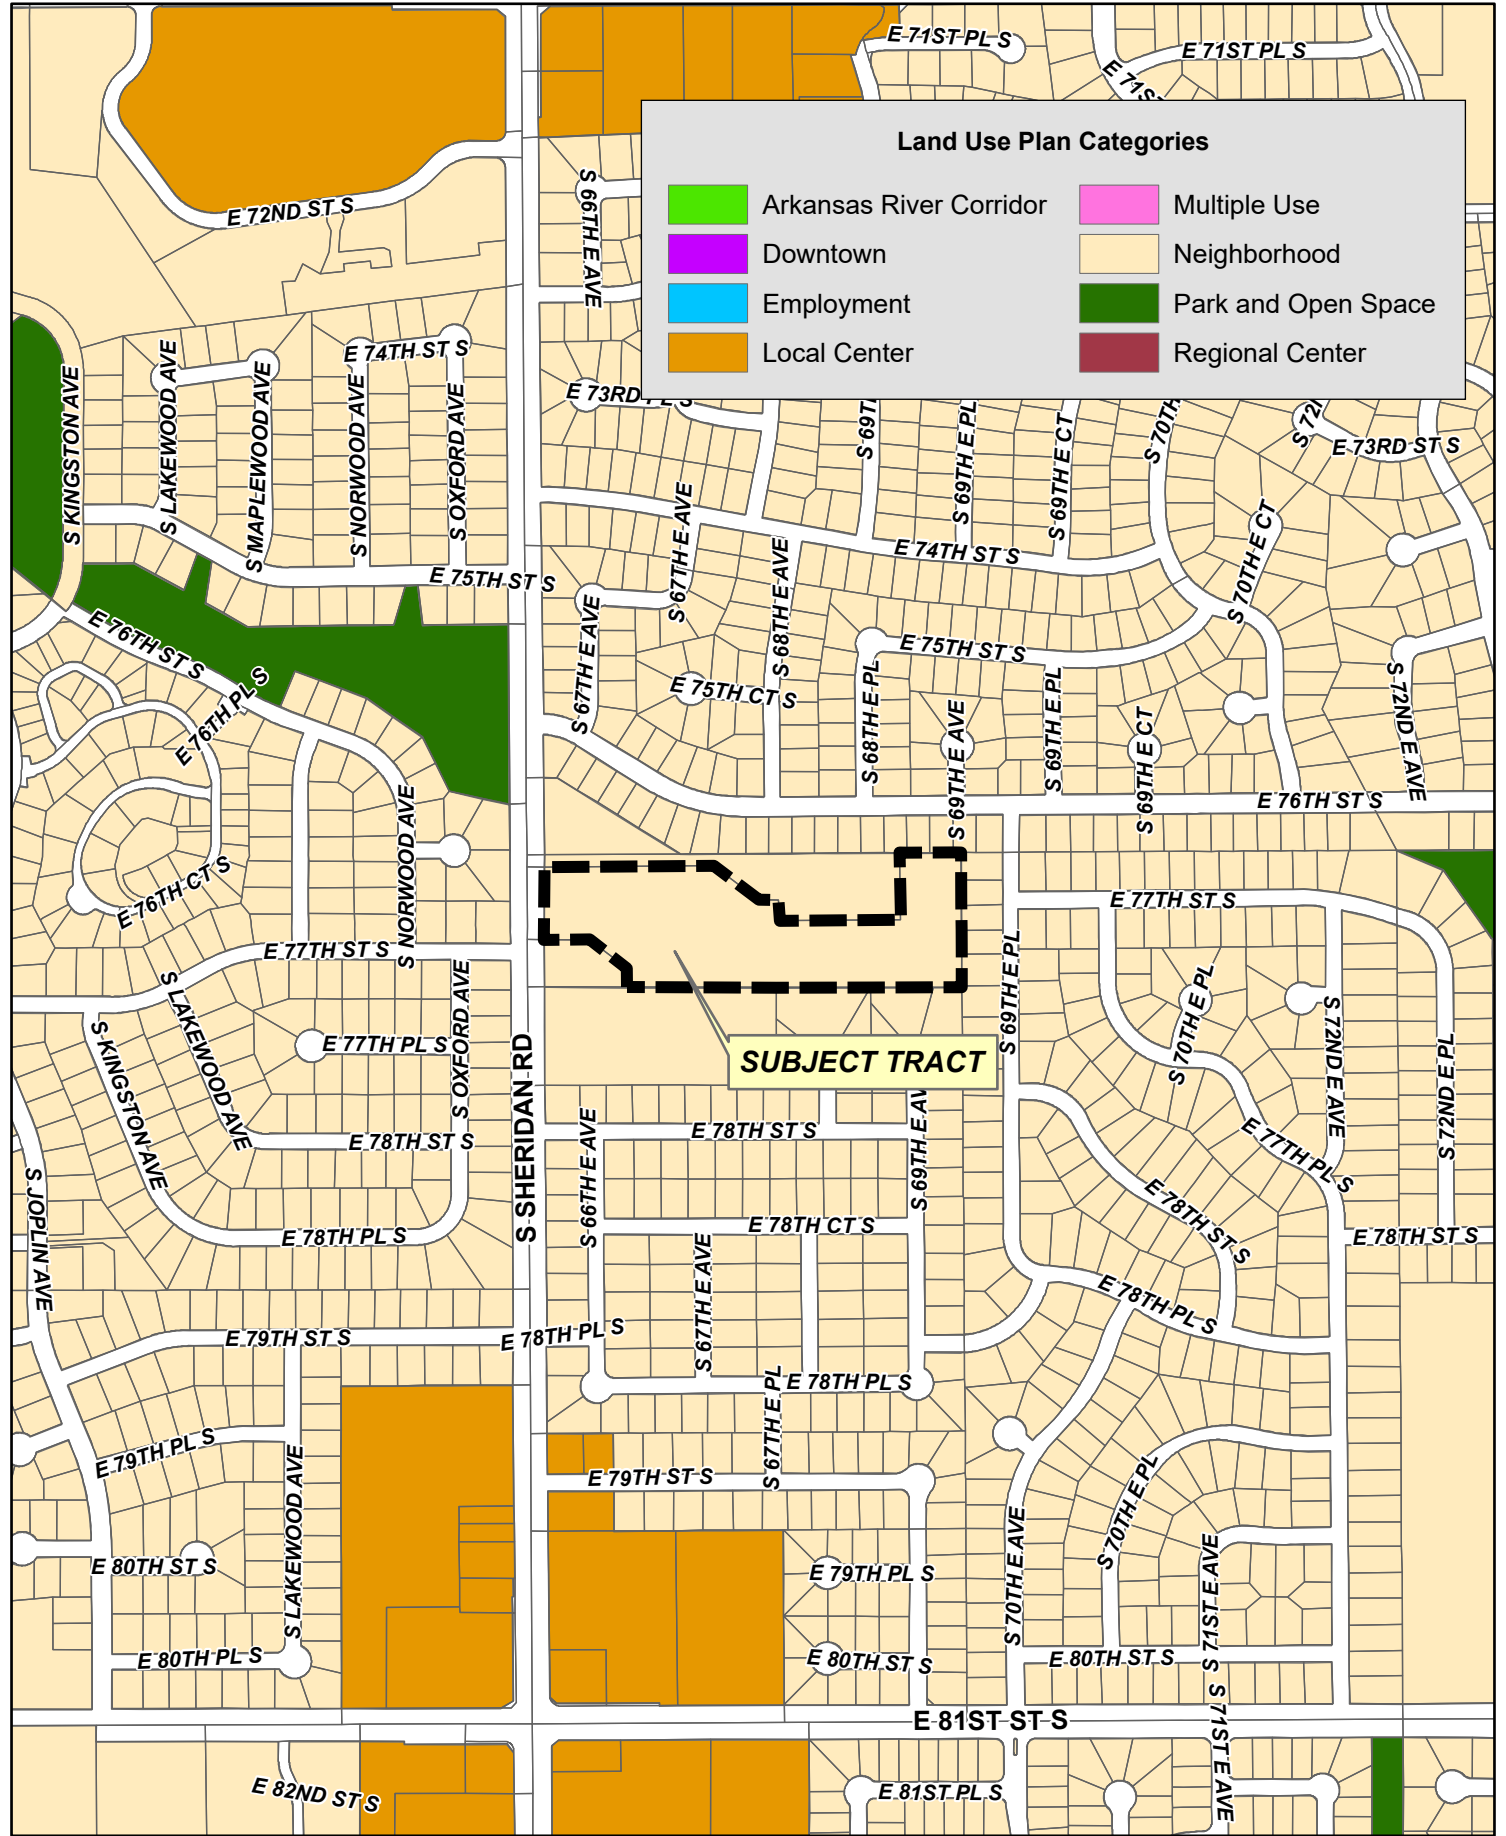 E 71ST PL S
E 71ST PL S
E 71S
Land Use Plan Categories
Arkansas River Corridor
Multiple Use
Downtown
Neighborhood
Employment
Park and Open Space
Local Center
Regional Center
E 72ND ST S
S 66TH E AVE
E 74TH ST S
E 73RD PL S
E 73RD ST S
S KINGSTON AVE
S LAKEWOOD AVE
S MAPLEWOOD AVE
S NORWOOD AVE
S OXFORD AVE
S 69T
S 69TH E PL
S 69TH E CT
S 70TH
S 72N
E 74TH ST S
S 70TH E CT
E 75TH ST S
S 67TH E AVE
S 67TH E AVE
S 68TH E AVE
E 75TH ST S
E 75TH CT S
S 68TH E PL
S 69TH E AVE
S 69TH E PL
S 69TH E CT
S 72ND E AVE
E 76TH ST S
E 76TH PL S
E 76TH ST S
E 76TH CT S
S NORWOOD AVE
E 77TH ST S
E 77TH ST S
S LAKEWOOD AVE
S KINGSTON AVE
E 77TH PL S
S OXFORD AVE
S SHERIDAN RD
SUBJECT TRACT
S 69TH E PL
S 70TH E PL
S 72ND E AVE
S 72ND E PL
E 78TH ST S
E 78TH ST S
S 66TH E AVE
S 69TH E AV
E 77TH PL S
E 78TH ST S
E 78TH ST S
S JOPLIN AVE
E 78TH PL S
E 78TH CT S
S 67TH E AVE
E 78TH PL S
E 79TH ST S
E 78TH PL S
E 78TH PL S
S 67TH E PL
E 79TH PL S
E 79TH ST S
S LAKEWOOD AVE
S 70TH E PL
E 80TH ST S
E 79TH PL S
S 70TH E AVE
S 71ST E AVE
E 80TH PL S
E 80TH ST S
E 80TH ST S
E 81ST ST S
S 71ST E AVE
E 82ND ST S
E 81ST PL S